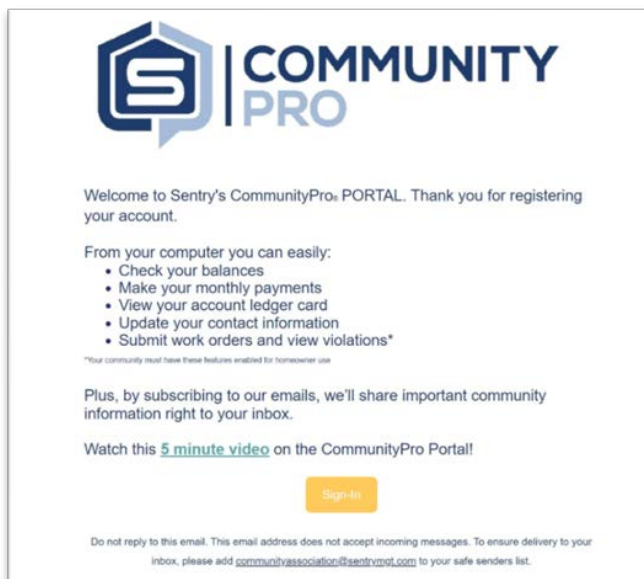 S
COMMUNITY
PRO
Welcome to Sentry's CommunityPro® PORTAL. Thank you for registering
your account.
From your computer you can easily:
• Check your balances
• Make your monthly payments
• View your account ledger card
• Update your contact information
• Submit work orders and view violations*
*Your community must have these features enabled for homeowner use
Plus, by subscribing to our emails, we'll share important community
information right to your inbox.
Watch this 5 minute video on the CommunityPro Portal!
Sign-In
Do not reply to this email. This email address does not accept incoming messages. To ensure delivery to your
inbox, please add communityassociation@sentrymgt.com to your safe senders list.